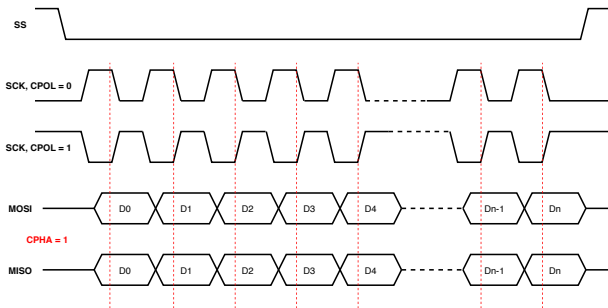 SS
SCK, CPOL = 0
SCK, CPOL = 1
MOSI D0 D1 D2 D3 D4 Dn-1 Dn
CPHA = 1
MISO D0 D1 D2 D3 D4 Dn-1 Dn